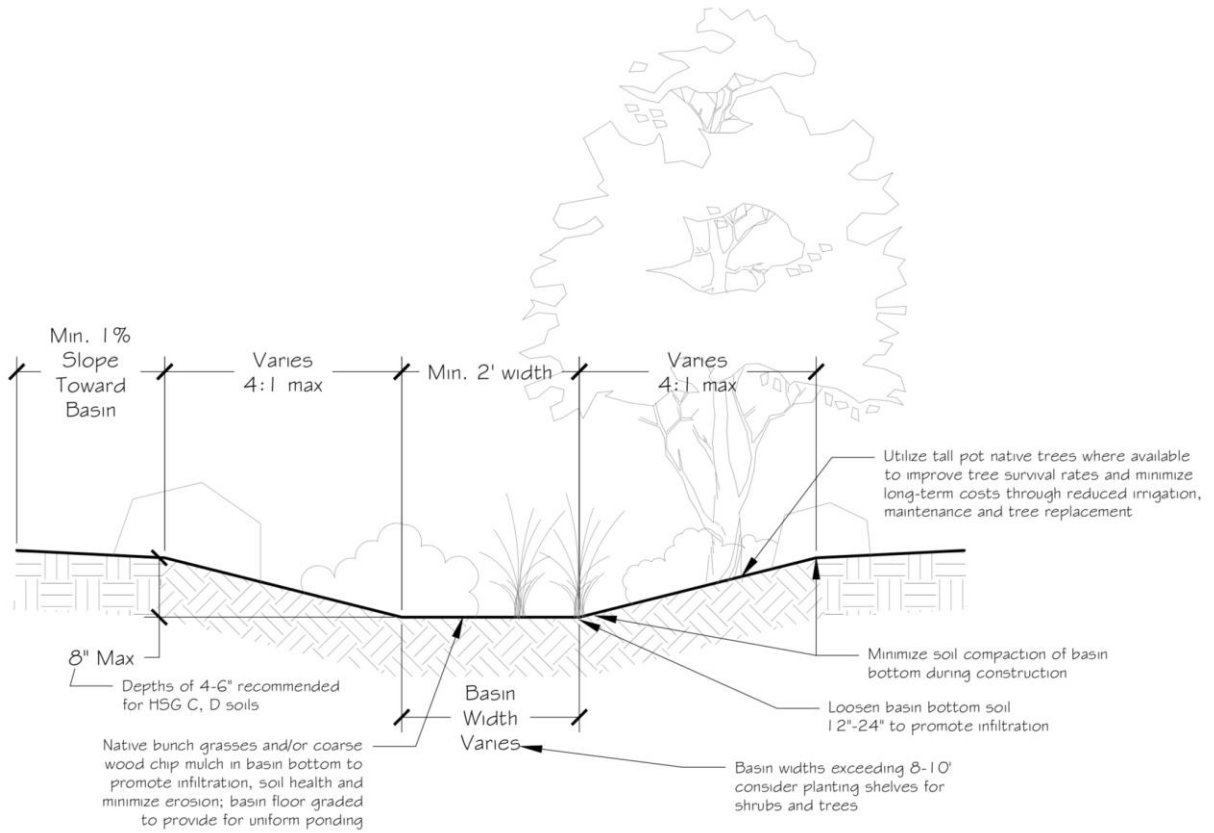 Min. 1%
Slope
Toward
Basin
Varies
4:1 max
Min. 2' width
Varies
4:1 max
Utilize tall pot native trees where available
to improve tree survival rates and minimize
long-term costs through reduced irrigation,
maintenance and tree replacement
8" Max
Depths of 4-6" recommended
for HSG C, D soils
Minimize soil compaction of basin
bottom during construction
Basin
Width
Varies
Loosen basin bottom soil
12"-24" to promote infiltration
Native bunch grasses and/or coarse
wood chip mulch in basin bottom to
promote infiltration, soil health and
minimize erosion; basin floor graded
to provide for uniform ponding
Basin widths exceeding 8-10'
consider planting shelves for
shrubs and trees